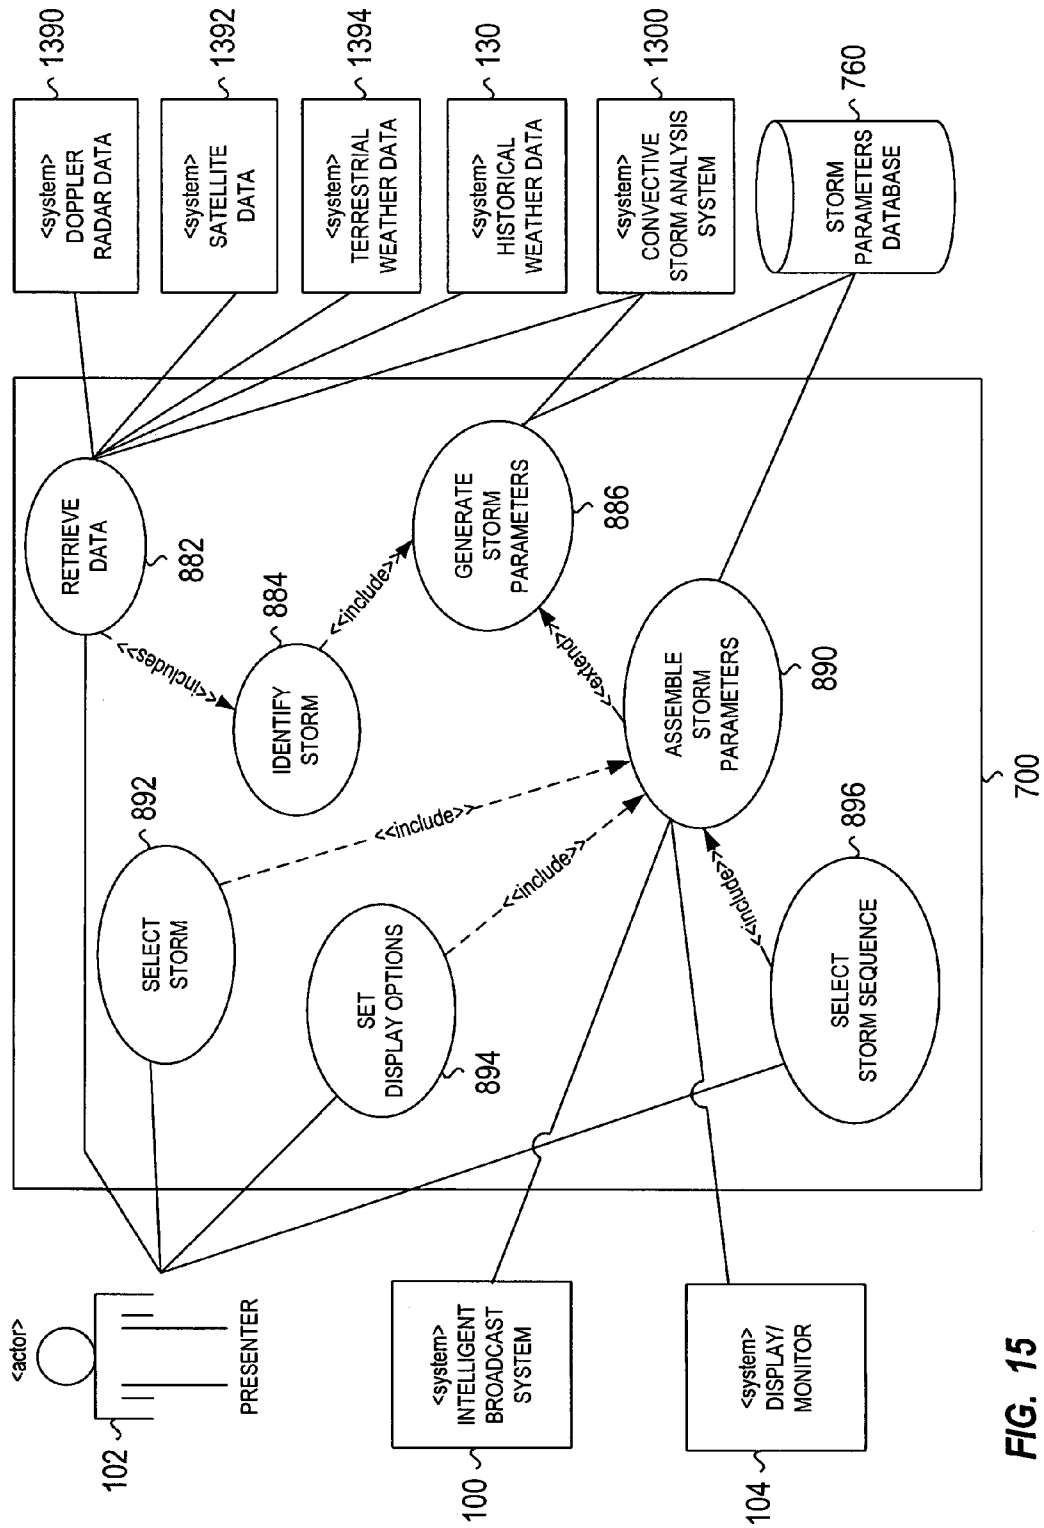 <actor>
102
PRESENTER
<system>
INTELLIGENT
BROADCAST
SYSTEM
100
<system>
DISPLAY/
MONITOR
104
RETRIEVE
DATA
882
<<includes>>
IDENTIFY
STORM
884
<<include>>
GENERATE
STORM
PARAMETERS
886
<<extend>>
SELECT
STORM
892
<<include>>
SET
DISPLAY OPTIONS
894
<<include>>
ASSEMBLE
STORM
PARAMETERS
890
<<include>>
SELECT
STORM SEQUENCE
896
700
<system>
DOPPLER
RADAR DATA
1390
<system>
SATELLITE
DATA
1392
<system>
TERRESTRIAL
WEATHER DATA
1394
<system>
HISTORICAL
WEATHER DATA
130
<system>
CONVECTIVE
STORM ANALYSIS
SYSTEM
1300
STORM
PARAMETERS
DATABASE
760
FIG. 15